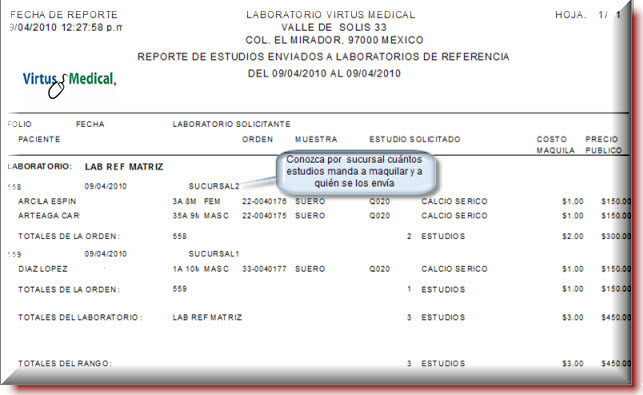 FECHA DE REPORTE LABORATORIO VIRTUS MEDICAL HOJA. 1/ 1
9/04/2010 12:27:58 p.m VALLE DE SOLIS 33
COL. EL MIRADOR, 97000 MEXICO
REPORTE DE ESTUDIOS ENVIADOS A LABORATORIOS DE REFERENCIA
DEL 09/04/2010 AL 09/04/2010
Virtus Medical
FOLIO FECHA LABORATORIO SOLICITANTE
PACIENTE ORDEN MUESTRA ESTUDIO SOLICITADO COSTO PRECIO
MAQUILA PUBLICO
LABORATORIO: LAB REF MATRIZ
Conozca por sucursal cuántos
estudios manda a maquilar y a
quién se los envía
558 09/04/2010 SUCURSAL2
ARCILA ESPIN 3A 8M FEM 22-0040176 SUERO Q020 CALCIO SERICO $1.00 $150.00
ARTEAGA CAR 35A 9M MASC 22-0040175 SUERO Q020 CALCIO SERICO $1.00 $150.00
TOTALES DE LA ORDEN: 558 2 ESTUDIOS $2.00 $300.00
559 09/04/2010 SUCURSAL1
DIAZ LOPEZ 1A 10M MASC 33-0040177 SUERO Q020 CALCIO SERICO $1.00 $150.00
TOTALES DE LA ORDEN: 559 1 ESTUDIOS $1.00 $150.00
TOTALES DEL LABORATORIO: LAB REF MATRIZ 3 ESTUDIOS $3.00 $450.00
TOTALES DEL RANGO: 3 ESTUDIOS $3.00 $450.00